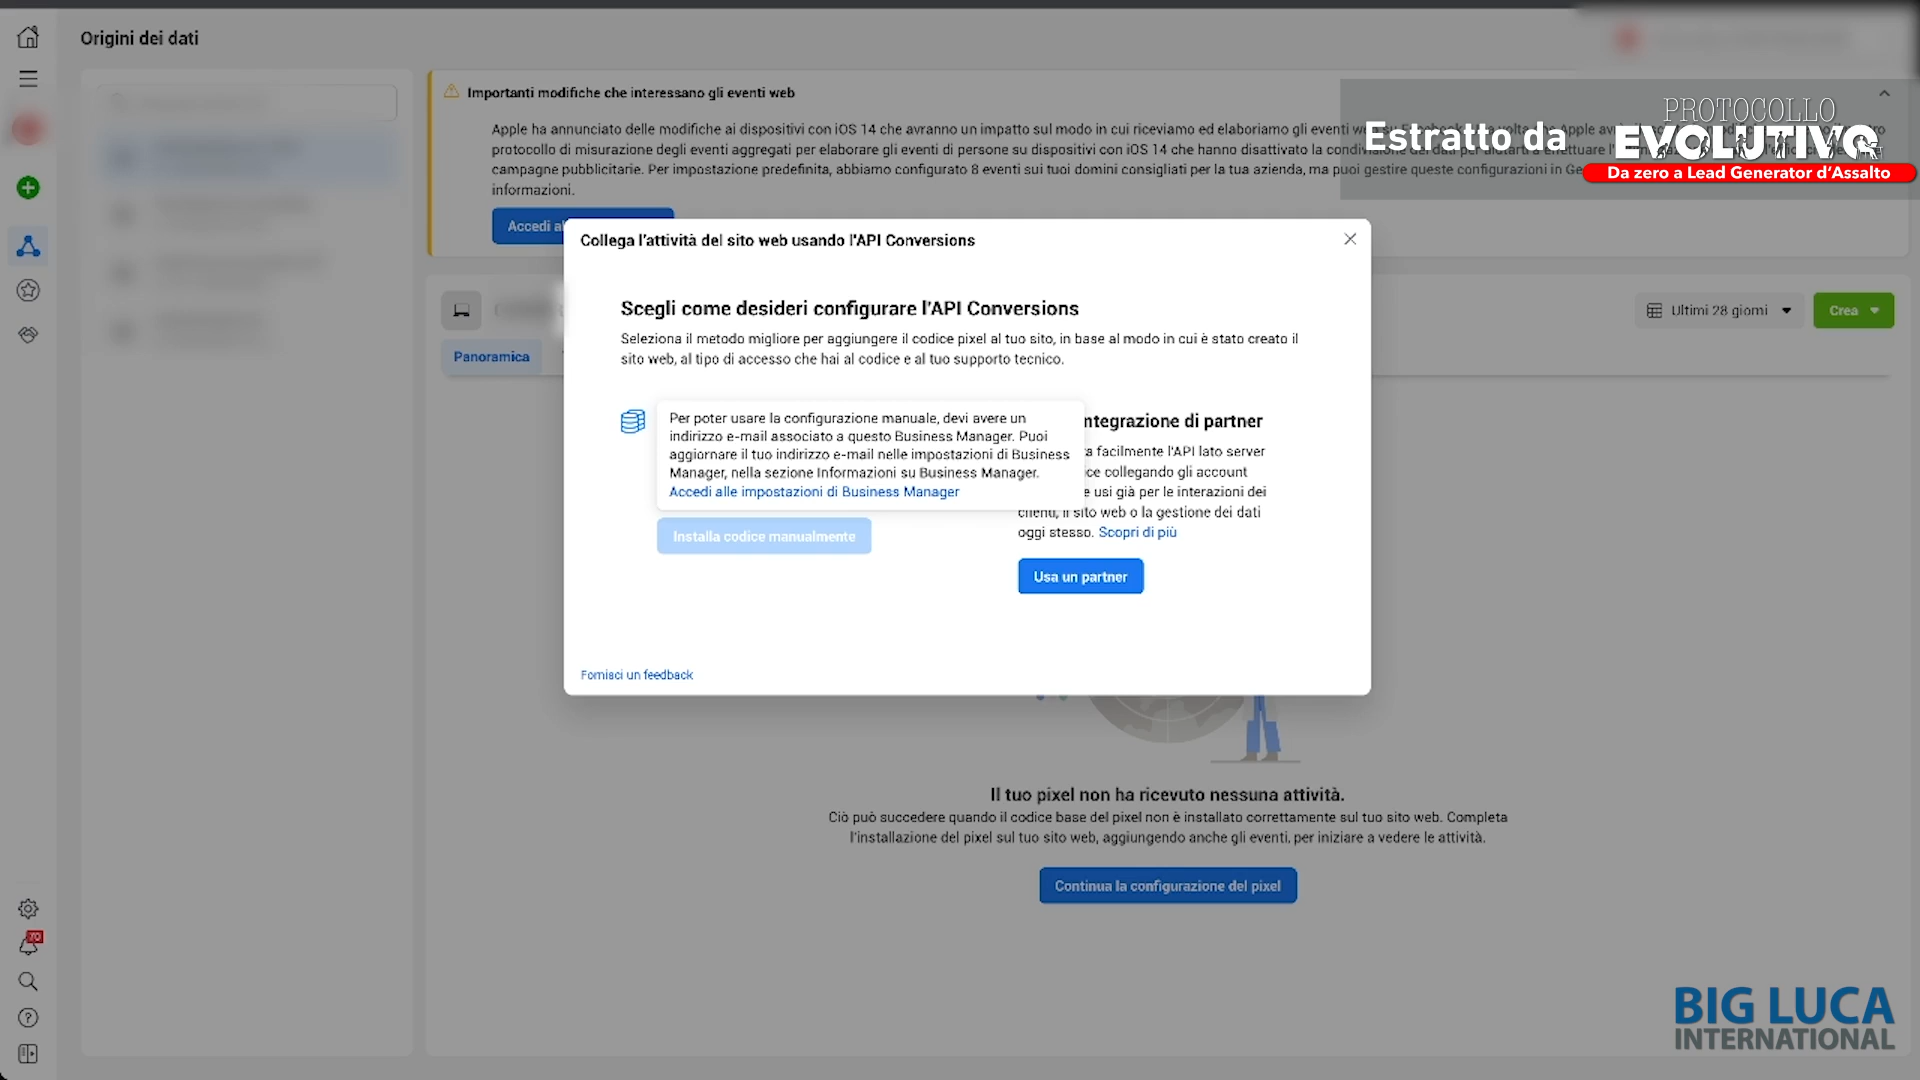 Origini dei dati
Importanti modifiche che interessano gli eventi web
Apple ha annunciato delle modifiche ai dispositivi con iOS 14 che avranno un impatto sul modo in cui riceviamo ed elaboriamo gli eventi
protocollo di misurazione degli eventi aggregati per elaborare gli eventi di persone su dispositivi con iOS 14 che hanno disattivato la
campagne pubblicitarie. Per impostazione predefinita, abbiamo configurato 8 eventi sui tuoi domini consigliati per la tua azienda, ma puoi gestire queste configurazioni in
informazioni.
Estratto da
PROTOCOLLO
EVOLUTIVO
Da zero a Lead Generator d'Assalto
Accedi al
Collega l'attività del sito web usando l'API Conversions
Scegli come desideri configurare l'API Conversions
Seleziona il metodo migliore per aggiungere il codice pixel al tuo sito, in base al modo in cui è stato creato il
sito web, al tipo di accesso che hai al codice e al tuo supporto tecnico.
Per poter usare la configurazione manuale, devi avere un
indirizzo e-mail associato a questo Business Manager. Puoi
aggiornare il tuo indirizzo e-mail nelle impostazioni di Business
Manager, nella sezione Informazioni su Business Manager.
Accedi alle impostazioni di Business Manager
Installa codice manualmente
ntegrazione di partner
a facilmente l'API lato server
ce collegando gli account
e usi già per le interazioni dei
clienti, il sito web o la gestione dei dati
oggi stesso. Scopri di più
Usa un partner
Fornisci un feedback
Ultimi 28 giorni
Crea
Panoramica
Il tuo pixel non ha ricevuto nessuna attività.
Ciò può succedere quando il codice base del pixel non è installato correttamente sul tuo sito web. Completa
l'installazione del pixel sul tuo sito web, aggiungendo anche gli eventi, per iniziare a vedere le attività.
Continua la configurazione del pixel
70
BIG LUCA
INTERNATIONAL